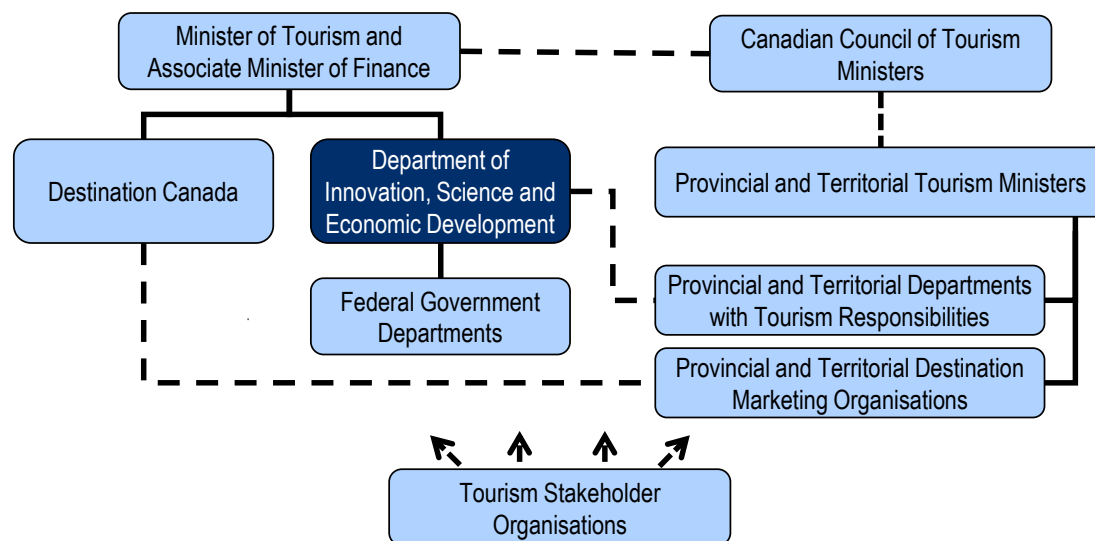 Minister of Tourism and
Associate Minister of Finance
Canadian Council of Tourism
Ministers
Destination Canada
Department of
Innovation, Science and
Economic Development
Provincial and Territorial Tourism Ministers
Federal Government
Departments
Provincial and Territorial Departments
with Tourism Responsibilities
Provincial and Territorial Destination
Marketing Organisations
Tourism Stakeholder
Organisations